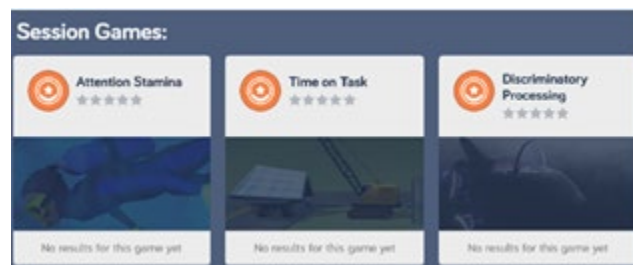 Session Games:
Attention Stamina
Time on Task
Discriminatory
Processing
No results for this game yet
No results for this game yet
No results for this game yet